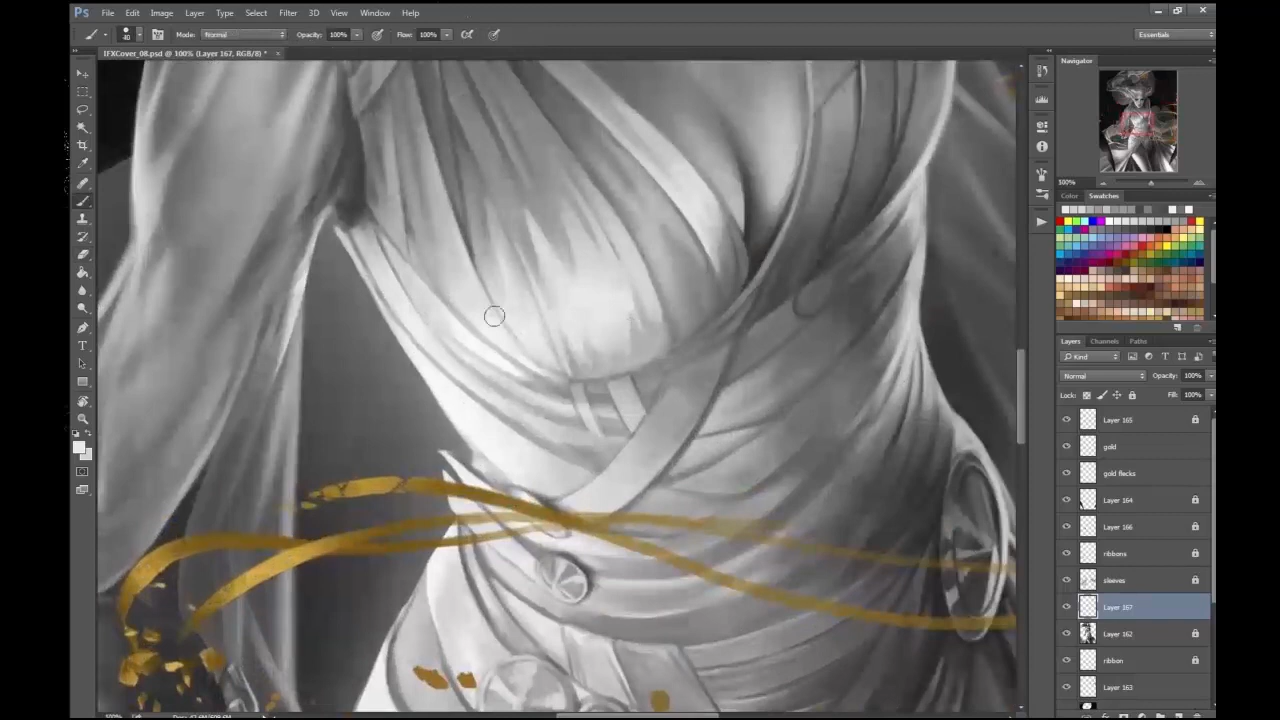 Ps File Edit Image Layer Type Select Filter 3D View Window Help
40 Mode: Normal Opacity: 100% Flow: 100% Essentials
IFXCover_08.psd @ 100% (Layer 167, RGB/8) *
Navigator
100%
Color Swatches
Layers Channels Paths
Kind
Normal Opacity: 100%
Lock: Fill: 100%
Layer 165
gold
gold flecks
Layer 164
Layer 166
ribbons
sleeves
Layer 167
Layer 162
ribbon
Layer 163